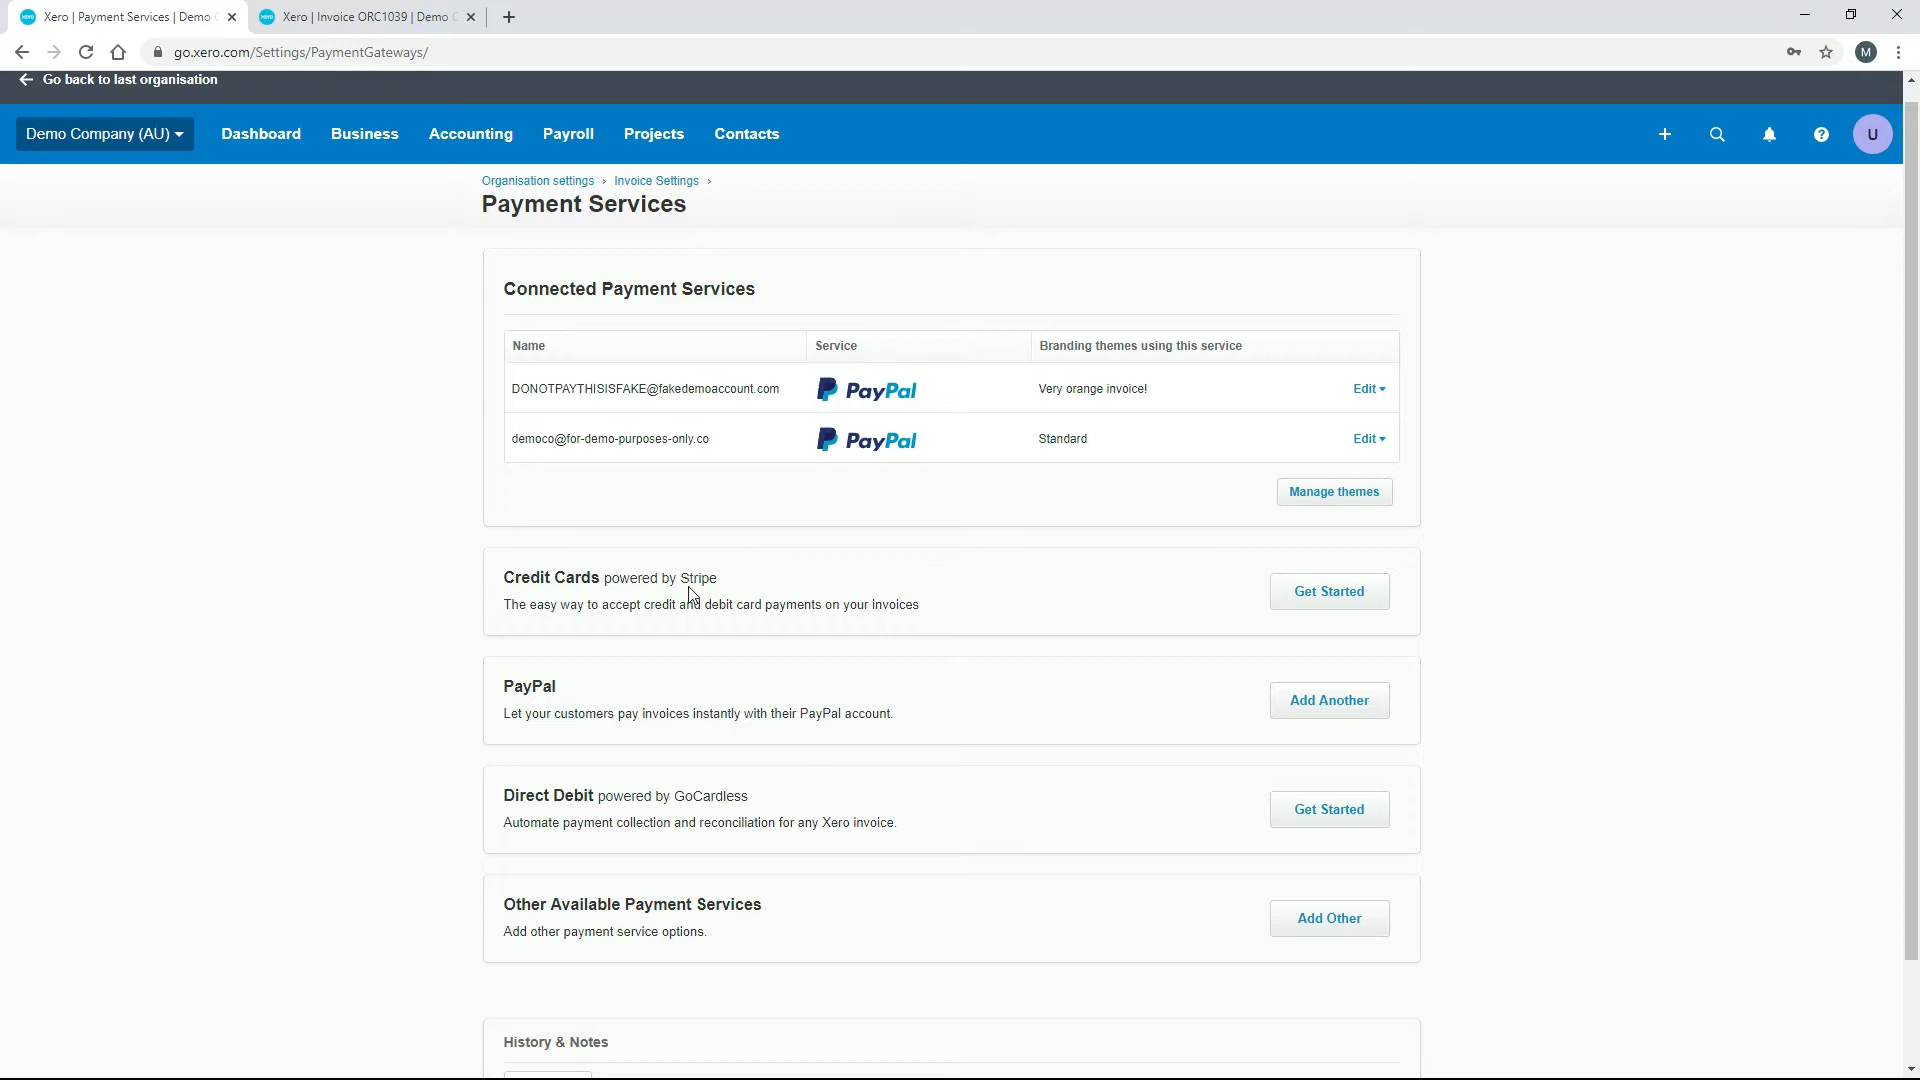 Xero | Payment Services | Demo
Xero | Invoice ORC1039 | Demo
go.xero.com/Settings/PaymentGateways/
M
Go back to last organisation
Demo Company (AU)
Dashboard
Business
Accounting
Payroll
Projects
Contacts
U
Organisation settings › Invoice Settings ›
Payment Services
Connected Payment Services
Name Service Branding themes using this service
DONOTPAYTHISISFAKE@fakedemoaccount.com PayPal Very orange invoice! Edit
democo@for-demo-purposes-only.co PayPal Standard Edit
Manage themes
Credit Cards powered by Stripe
The easy way to accept credit and debit card payments on your invoices
Get Started
PayPal
Let your customers pay invoices instantly with their PayPal account.
Add Another
Direct Debit powered by GoCardless
Automate payment collection and reconciliation for any Xero invoice.
Get Started
Other Available Payment Services
Add other payment service options.
Add Other
History & Notes